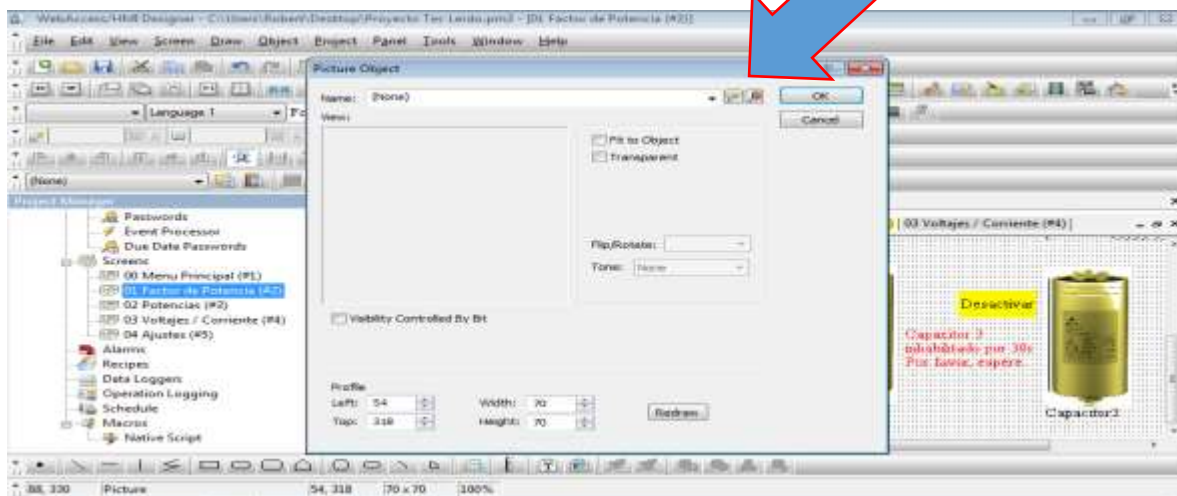 WebAccess/HMI Designer - C:\Users\Robert\Desktop\Proyecto Tec Lerdo.pm3 - [01 Factor de Potencia (#2)]
File Edit View Screen Draw Object Project Panel Tools Window Help
Picture Object
Name: (None)
OK
Language 1
View:
Cancel
Fit to Object
Transparent
(None)
Project Manager
Passwords
Event Processor
03 Voltajes / Corriente (#4)
Due Date Passwords
Flip/Rotate:
Screens
00 Menu Principal (#1)
Tone: None
01 Factor de Potencia (#2)
02 Potencias (#3)
Desactivar
03 Voltajes / Corriente (#4)
Visibility Controlled By Bit
04 Ajustes (#5)
Capacitor 3
Alarms
inhabilitado por 30s
Recipes
Por favor, espere.
Data Loggers
Profile
Operation Logging
Left: 54 Width: 70
Schedule
Redraw
Capacitor3
Macros
Top: 318 Height: 70
Native Script
88, 330 Picture 54, 318 70 x 70 100%